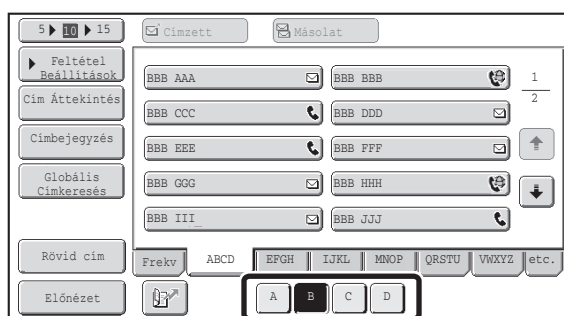 5 10 15
Címzett
Másolat
Feltétel
Beállítások
Cím Áttekintés
Címbejegyzés
Globális
Címkeresés
Rövid cím
Előnézet
BBB AAA
BBB BBB
BBB CCC
BBB DDD
BBB EEE
BBB FFF
BBB GGG
BBB HHH
BBB III_
BBB JJJ
1
2
Frekv
ABCD
EFGH
IJKL
MNOP
QRSTU
VWXYZ
etc.
A
B
C
D